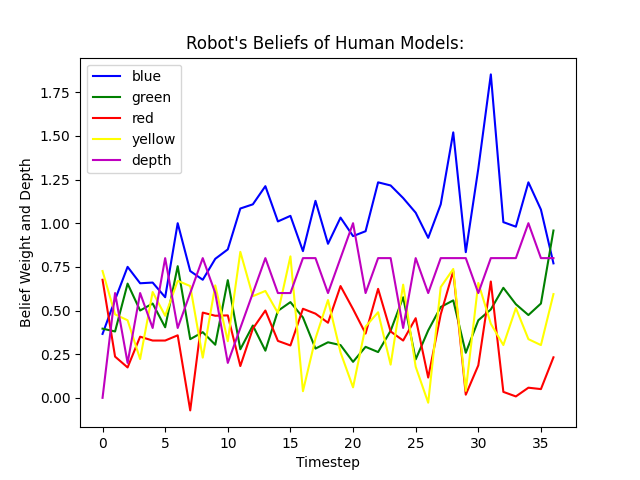 Robot's Beliefs of Human Models:
blue
green
red
yellow
depth
Belief Weight and Depth
1.75
1.50
1.25
1.00
0.75
0.50
0.25
0.00
0 5 10 15 20 25 30 35
Timestep